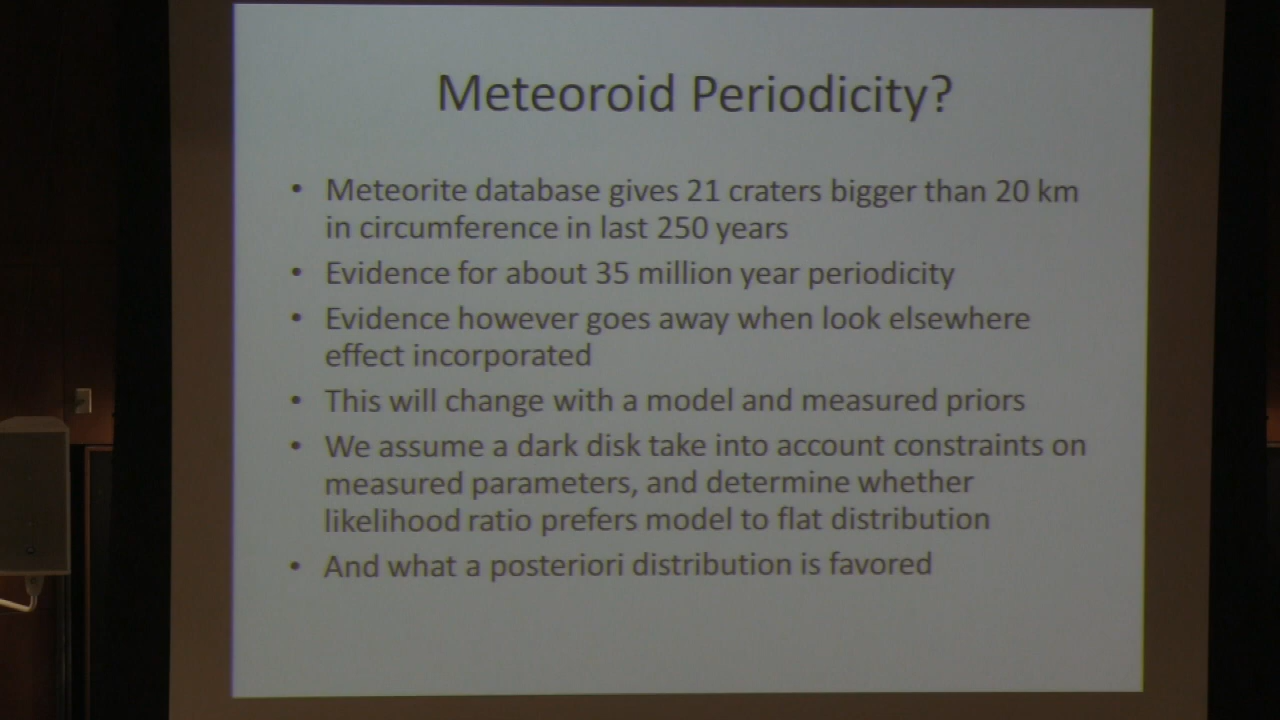 Meteoroid Periodicity?
• Meteorite database gives 21 craters bigger than 20 km
in circumference in last 250 years
• Evidence for about 35 million year periodicity
• Evidence however goes away when look elsewhere
effect incorporated
• This will change with a model and measured priors
• We assume a dark disk take into account constraints on
measured parameters, and determine whether
likelihood ratio prefers model to flat distribution
• And what a posteriori distribution is favored